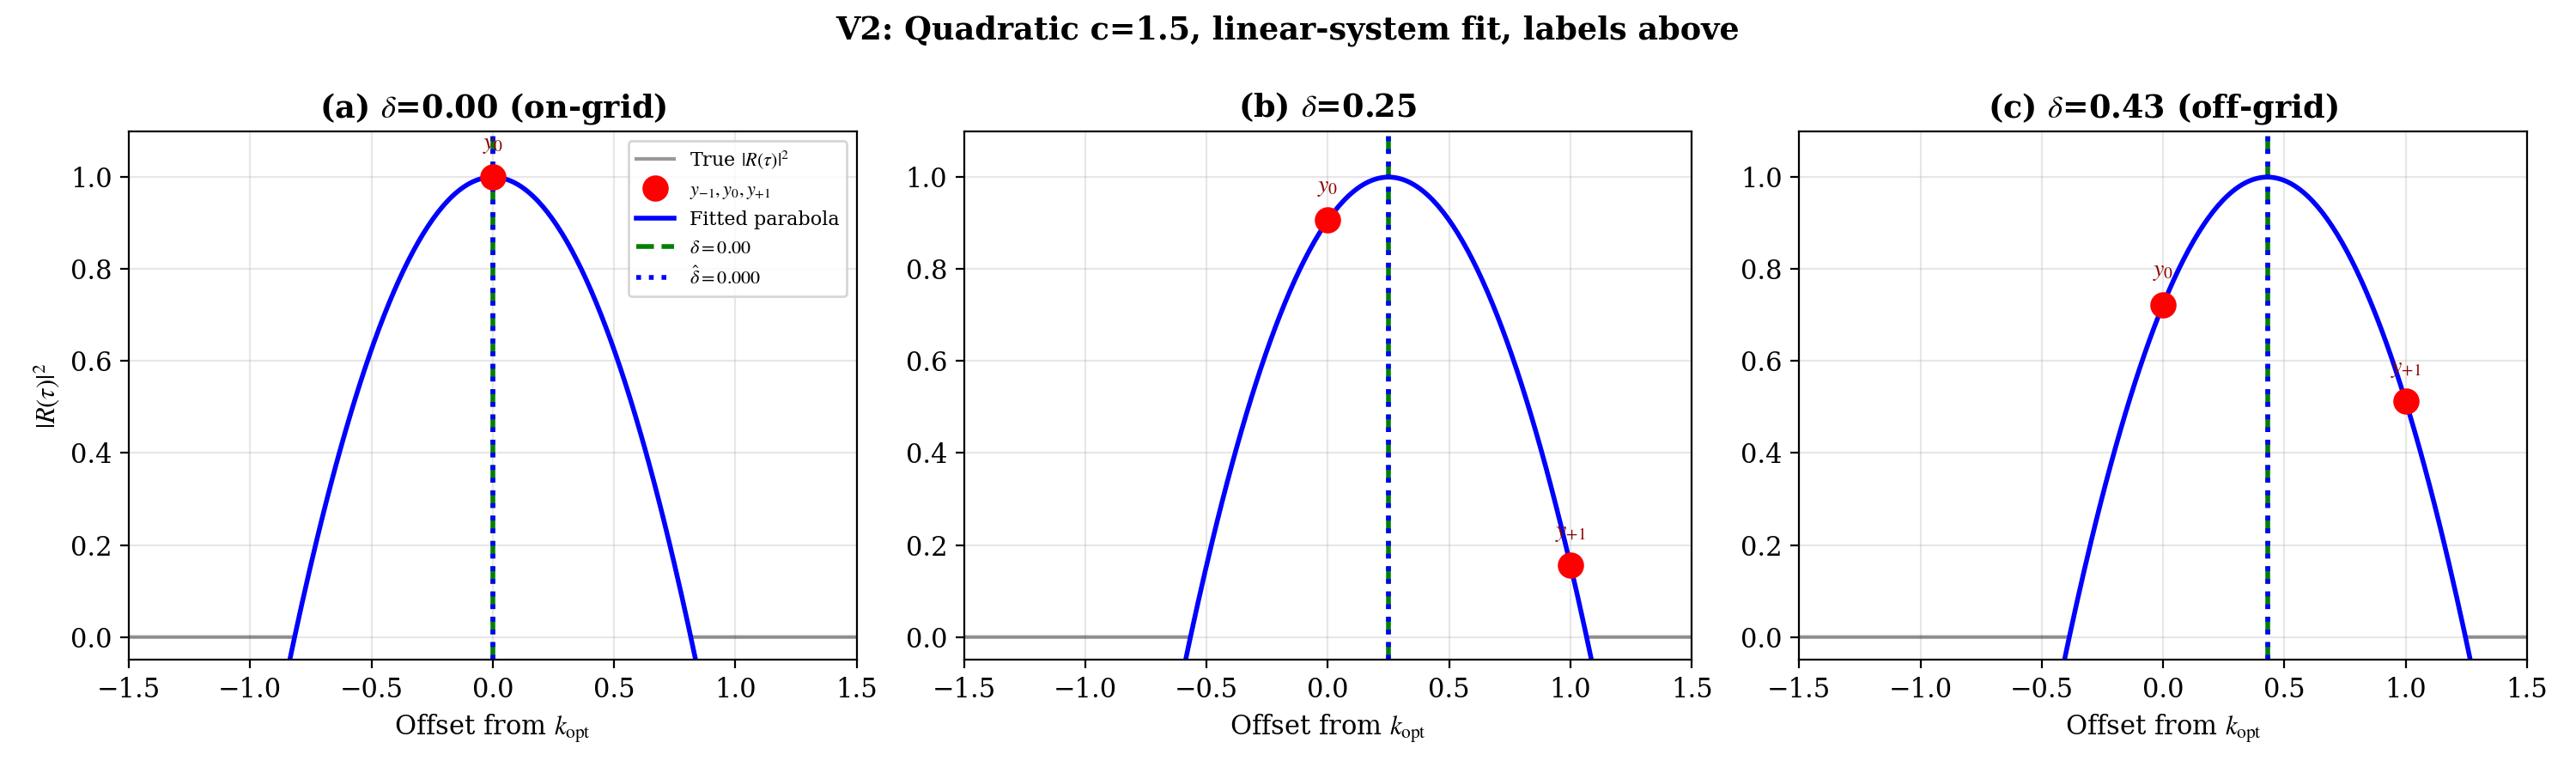 V2: Quadratic c=1.5, linear-system fit, labels above
(a) δ=0.00 (on-grid)
y₀
True |R(τ)|²
y₋₁, y₀, y₊₁
Fitted parabola
δ=0.00
δ̂=0.000
|R(τ)|²
1.0
0.8
0.6
0.4
0.2
0.0
−1.5 −1.0 −0.5 0.0 0.5 1.0 1.5
Offset from k_opt
(b) δ=0.25
y₀
y₊₁
1.0
0.8
0.6
0.4
0.2
0.0
−1.5 −1.0 −0.5 0.0 0.5 1.0 1.5
Offset from k_opt
(c) δ=0.43 (off-grid)
y₀
y₊₁
1.0
0.8
0.6
0.4
0.2
0.0
−1.5 −1.0 −0.5 0.0 0.5 1.0 1.5
Offset from k_opt